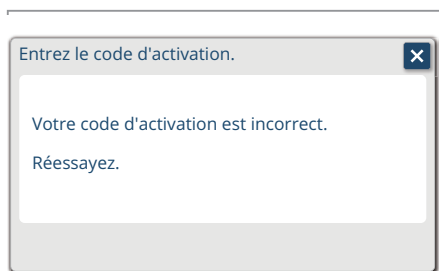 Entrez le code d'activation.
Votre code d'activation est incorrect.
Réessayez.